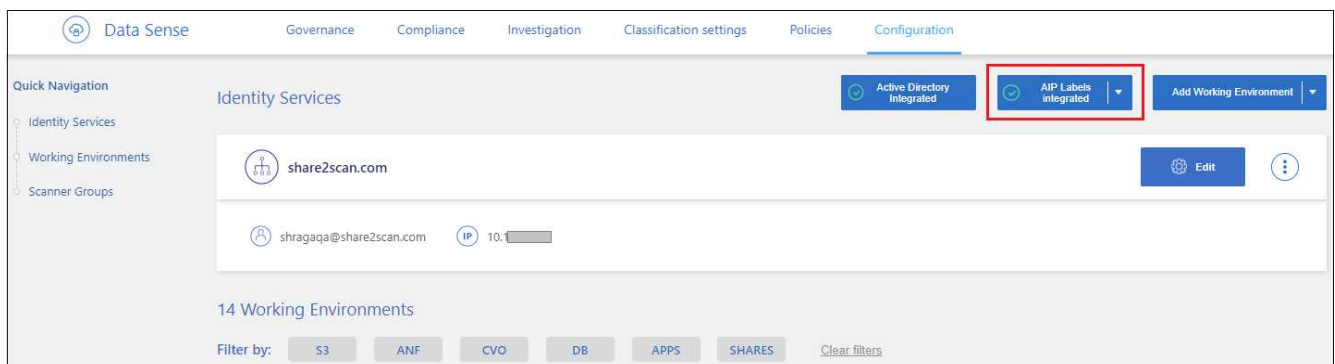 Data Sense Governance Compliance Investigation Classification settings Policies Configuration
Quick Navigation
Identity Services
Working Environments
Scanner Groups
Identity Services
Active Directory
Integrated
AIP Labels
integrated
Add Working Environment
share2scan.com
Edit
shragaqa@share2scan.com IP 10.
14 Working Environments
Filter by: S3 ANF CVO DB APPS SHARES Clear filters